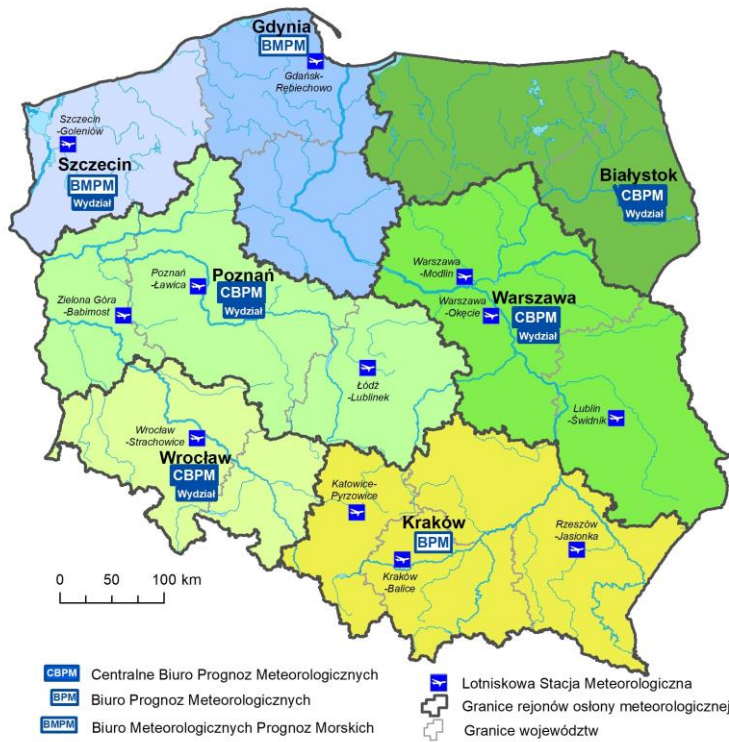 Gdynia
BMPM
Gdańsk-
Rębiechowo
Szczecin
-Goleniów
Szczecin
BMPM
Wydział
Białystok
CBPM
Wydział
Poznań
-Ławica
Poznań
CBPM
Wydział
Zielona Góra
-Babimost
Warszawa
-Modlin
Warszawa
-Okęcie
Warszawa
CBPM
Wydział
Łódź
-Lublinek
Lublin
-Świdnik
Wrocław
-Strachowice
Wrocław
CBPM
Wydział
Katowice-
Pyrzowice
Kraków
BPM
Kraków
-Balice
Rzeszów
-Jasionka
0 50 100 km
CBPM Centralne Biuro Prognoz Meteorologicznych
BPM Biuro Prognoz Meteorologicznych
BMPM Biuro Meteorologicznych Prognoz Morskich
Lotniskowa Stacja Meteorologiczna
Granice rejonów osłony meteorologicznej
Granice województw